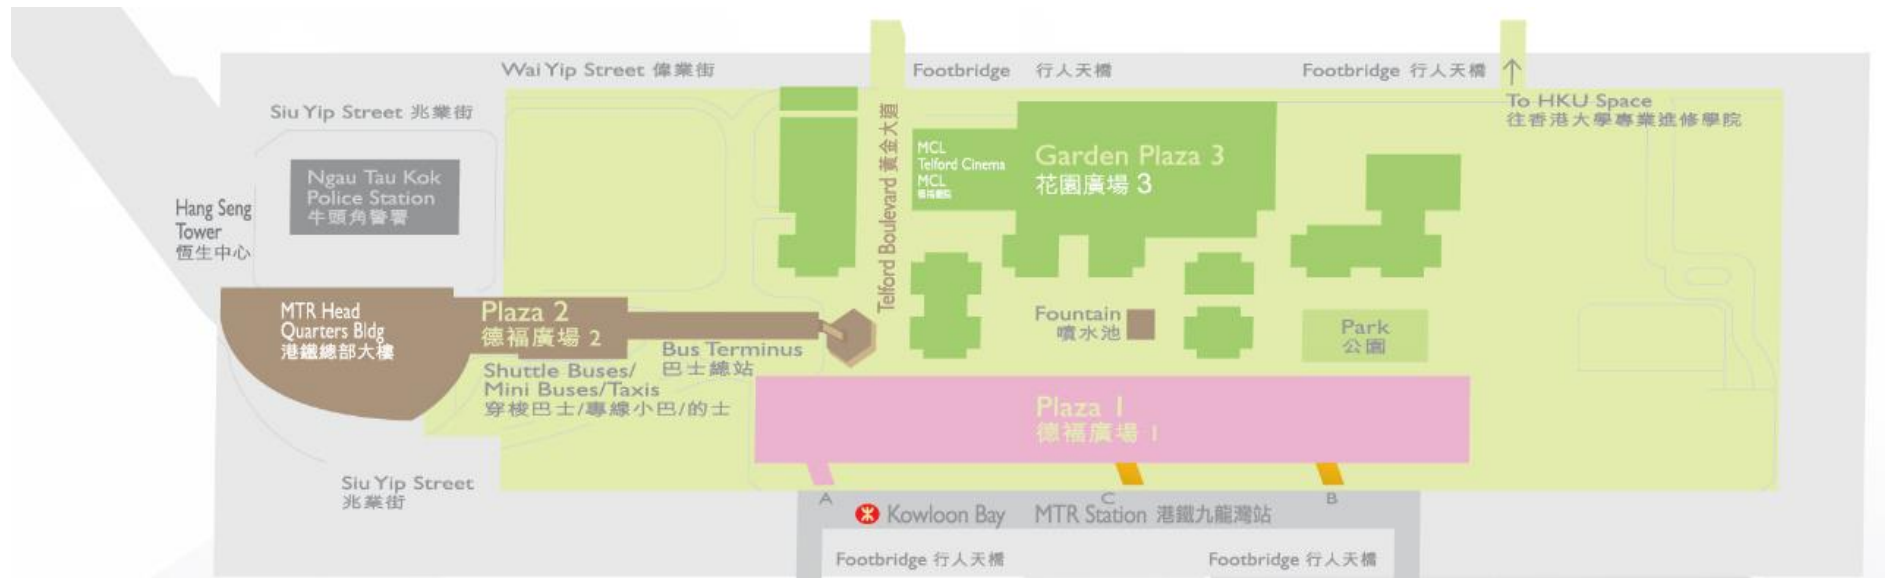 Wai Yip Street 偉業街
Footbridge 行人天橋
Footbridge 行人天橋
To HKU Space
往香港大學專業進修學院
Siu Yip Street 兆業街
Ngau Tau Kok
Police Station
牛頭角警署
Hang Seng
Tower
恆生中心
Telford Boulevard 黃金大道
MCL
Telford Cinema
MCL
德福戲院
Garden Plaza 3
花園廣場 3
MTR Head
Quarters Bldg
港鐵總部大樓
Plaza 2
德福廣場 2
Bus Terminus
巴士總站
Shuttle Buses/
Mini Buses/Taxis
穿梭巴士/專線小巴/的士
Fountain
噴水池
Park
公園
Plaza 1
德福廣場 1
Siu Yip Street
兆業街
A
C
B
Kowloon Bay MTR Station 港鐵九龍灣站
Footbridge 行人天橋
Footbridge 行人天橋